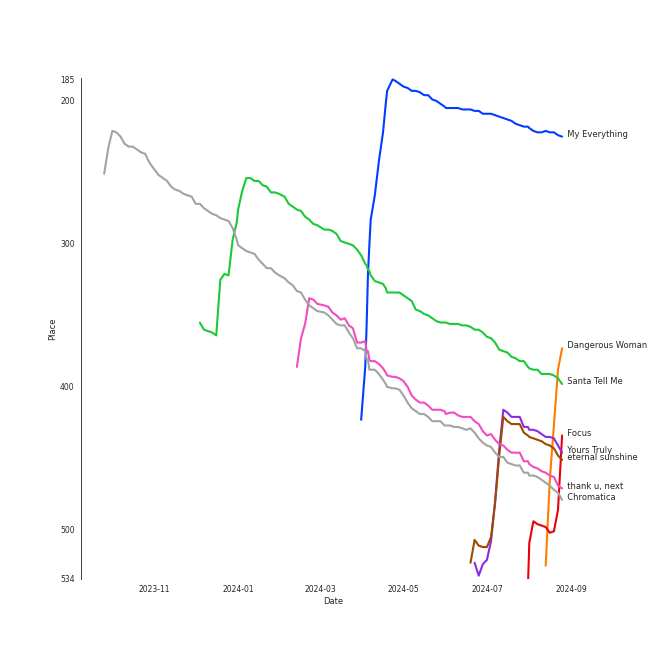 185
200
300
400
500
534
Place
My Everything
Dangerous Woman
Santa Tell Me
Focus
Yours Truly
eternal sunshine
thank u, next
Chromatica
2023-11
2024-01
2024-03
2024-05
2024-07
2024-09
Date